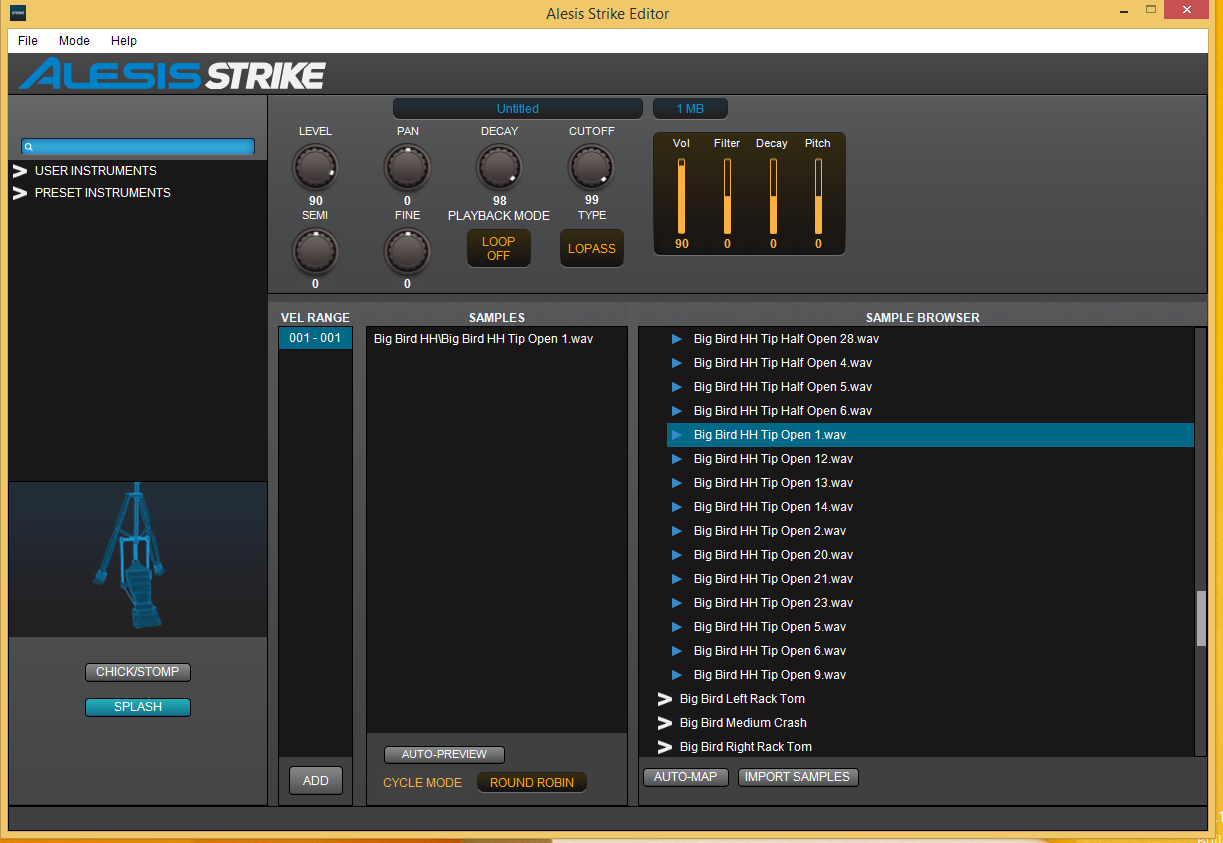 STRIKE
Alesis Strike Editor
File Mode Help
ALESIS STRIKE
Untitled 1 MB
LEVEL PAN DECAY CUTOFF
Vol Filter Decay Pitch
90 0 98 99
SEMI FINE PLAYBACK MODE TYPE
LOOP OFF LOPASS
90 0 0 0
0 0
USER INSTRUMENTS
PRESET INSTRUMENTS
CHICK/STOMP
SPLASH
VEL RANGE
001 - 001
ADD
SAMPLES
Big Bird HH\Big Bird HH Tip Open 1.wav
AUTO-PREVIEW
CYCLE MODE ROUND ROBIN
SAMPLE BROWSER
Big Bird HH Tip Half Open 28.wav
Big Bird HH Tip Half Open 4.wav
Big Bird HH Tip Half Open 5.wav
Big Bird HH Tip Half Open 6.wav
Big Bird HH Tip Open 1.wav
Big Bird HH Tip Open 12.wav
Big Bird HH Tip Open 13.wav
Big Bird HH Tip Open 14.wav
Big Bird HH Tip Open 2.wav
Big Bird HH Tip Open 20.wav
Big Bird HH Tip Open 21.wav
Big Bird HH Tip Open 23.wav
Big Bird HH Tip Open 5.wav
Big Bird HH Tip Open 6.wav
Big Bird HH Tip Open 9.wav
Big Bird Left Rack Tom
Big Bird Medium Crash
Big Bird Right Rack Tom
AUTO-MAP IMPORT SAMPLES